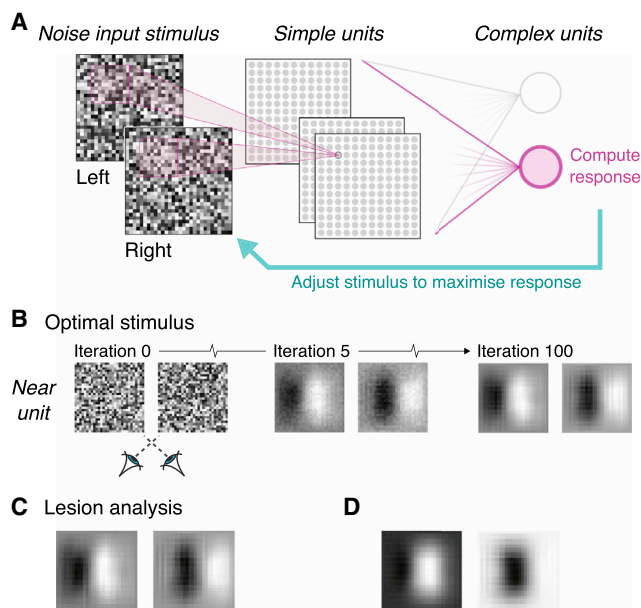 A
Noise input stimulus
Simple units
Complex units
Left
Right
Compute
response
Adjust stimulus to maximise response
B
Optimal stimulus
Iteration 0
Iteration 5
Iteration 100
Near
unit
C
Lesion analysis
D